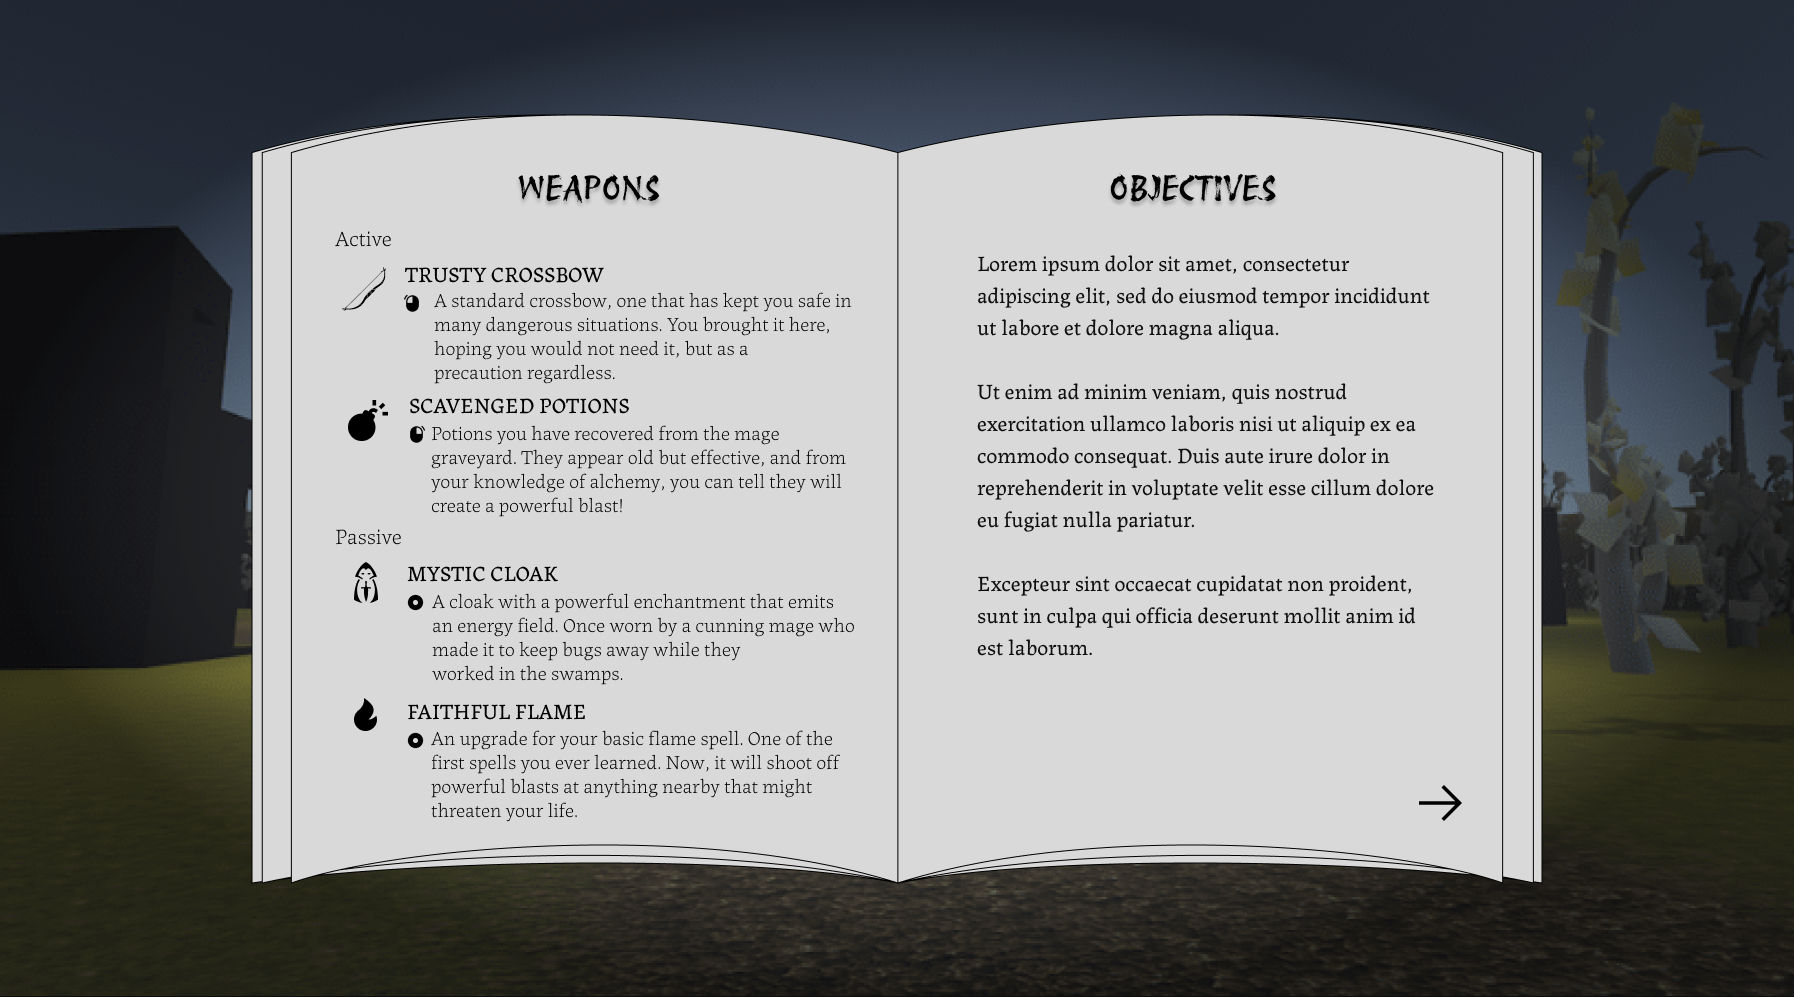 WEAPONS
Active
TRUSTY CROSSBOW
A standard crossbow, one that has kept you safe in
many dangerous situations. You brought it here,
hoping you would not need it, but as a
precaution regardless.
SCAVENGED POTIONS
Potions you have recovered from the mage
graveyard. They appear old but effective, and from
your knowledge of alchemy, you can tell they will
create a powerful blast!
Passive
MYSTIC CLOAK
A cloak with a powerful enchantment that emits
an energy field. Once worn by a cunning mage who
made it to keep bugs away while they
worked in the swamps.
FAITHFUL FLAME
An upgrade for your basic flame spell. One of the
first spells you ever learned. Now, it will shoot off
powerful blasts at anything nearby that might
threaten your life.
OBJECTIVES
Lorem ipsum dolor sit amet, consectetur
adipiscing elit, sed do eiusmod tempor incididunt
ut labore et dolore magna aliqua.
Ut enim ad minim veniam, quis nostrud
exercitation ullamco laboris nisi ut aliquip ex ea
commodo consequat. Duis aute irure dolor in
reprehenderit in voluptate velit esse cillum dolore
eu fugiat nulla pariatur.
Excepteur sint occaecat cupidatat non proident,
sunt in culpa qui officia deserunt mollit anim id
est laborum.